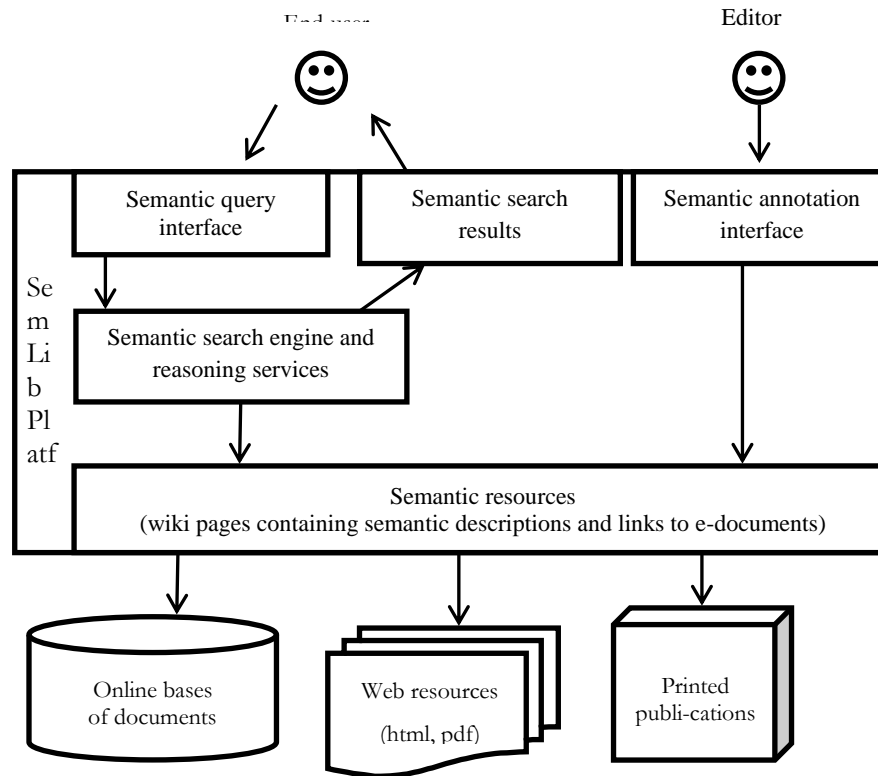 End user
Editor
Semantic query
interface
Semantic search
results
Semantic annotation
interface
Se
m
Li
b
Pl
atf
Semantic search engine and
reasoning services
Semantic resources
(wiki pages containing semantic descriptions and links to e-documents)
Online bases
of documents
Web resources
(html, pdf)
Printed
publi-cations